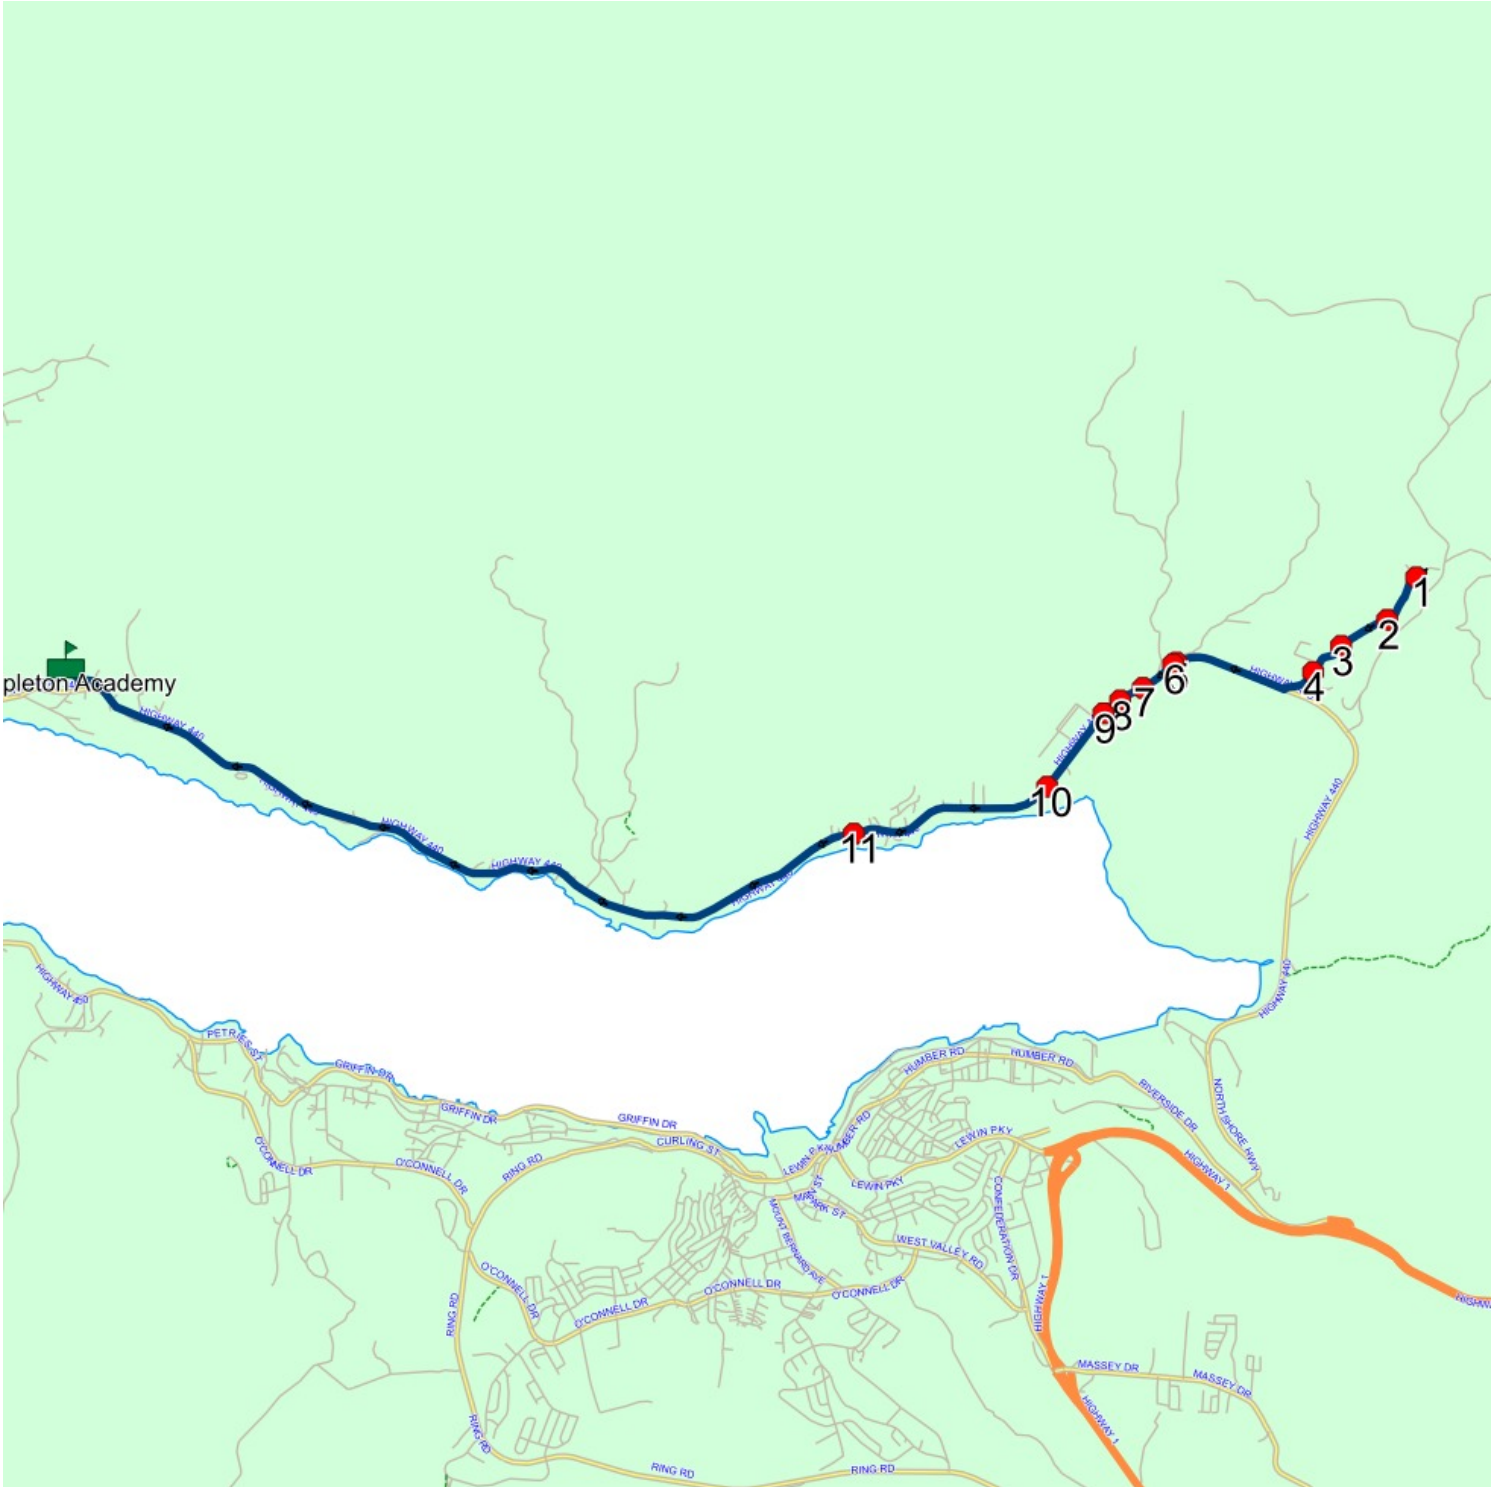 1
2
3
6
HIGHWAY 440
4
pleton Academy
7
8
9
HIGHWAY 440
10
HIGHWAY 440
HIGHWAY 440
11
HIGHWAY 440
HIGHWAY 440
HIGHWAY 440
PETRIES ST
GRIFFIN DR
HUMBER RD
HUMBER RD
GRIFFIN DR
RIVERSIDE DR
NORTH SHORE HWY
GRIFFIN DR
CURLING ST
HUMBER RD
LEWIN PKY
LEWIN PKY
O'CONNELL DR
O'CONNELL DR
RING RD
LEWIN PKY
HIGHWAY 1
PARK ST
CONFEDERATION DR
MOUNT BERNARD AVE
WEST VALLEY RD
O'CONNELL DR
O'CONNELL DR
O'CONNELL DR
O'CONNELL DR
RING RD
HIGHWAY 1
MASSEY DR
MASSEY DR
HIGHWAY 1
RING RD
RING RD
RING RD